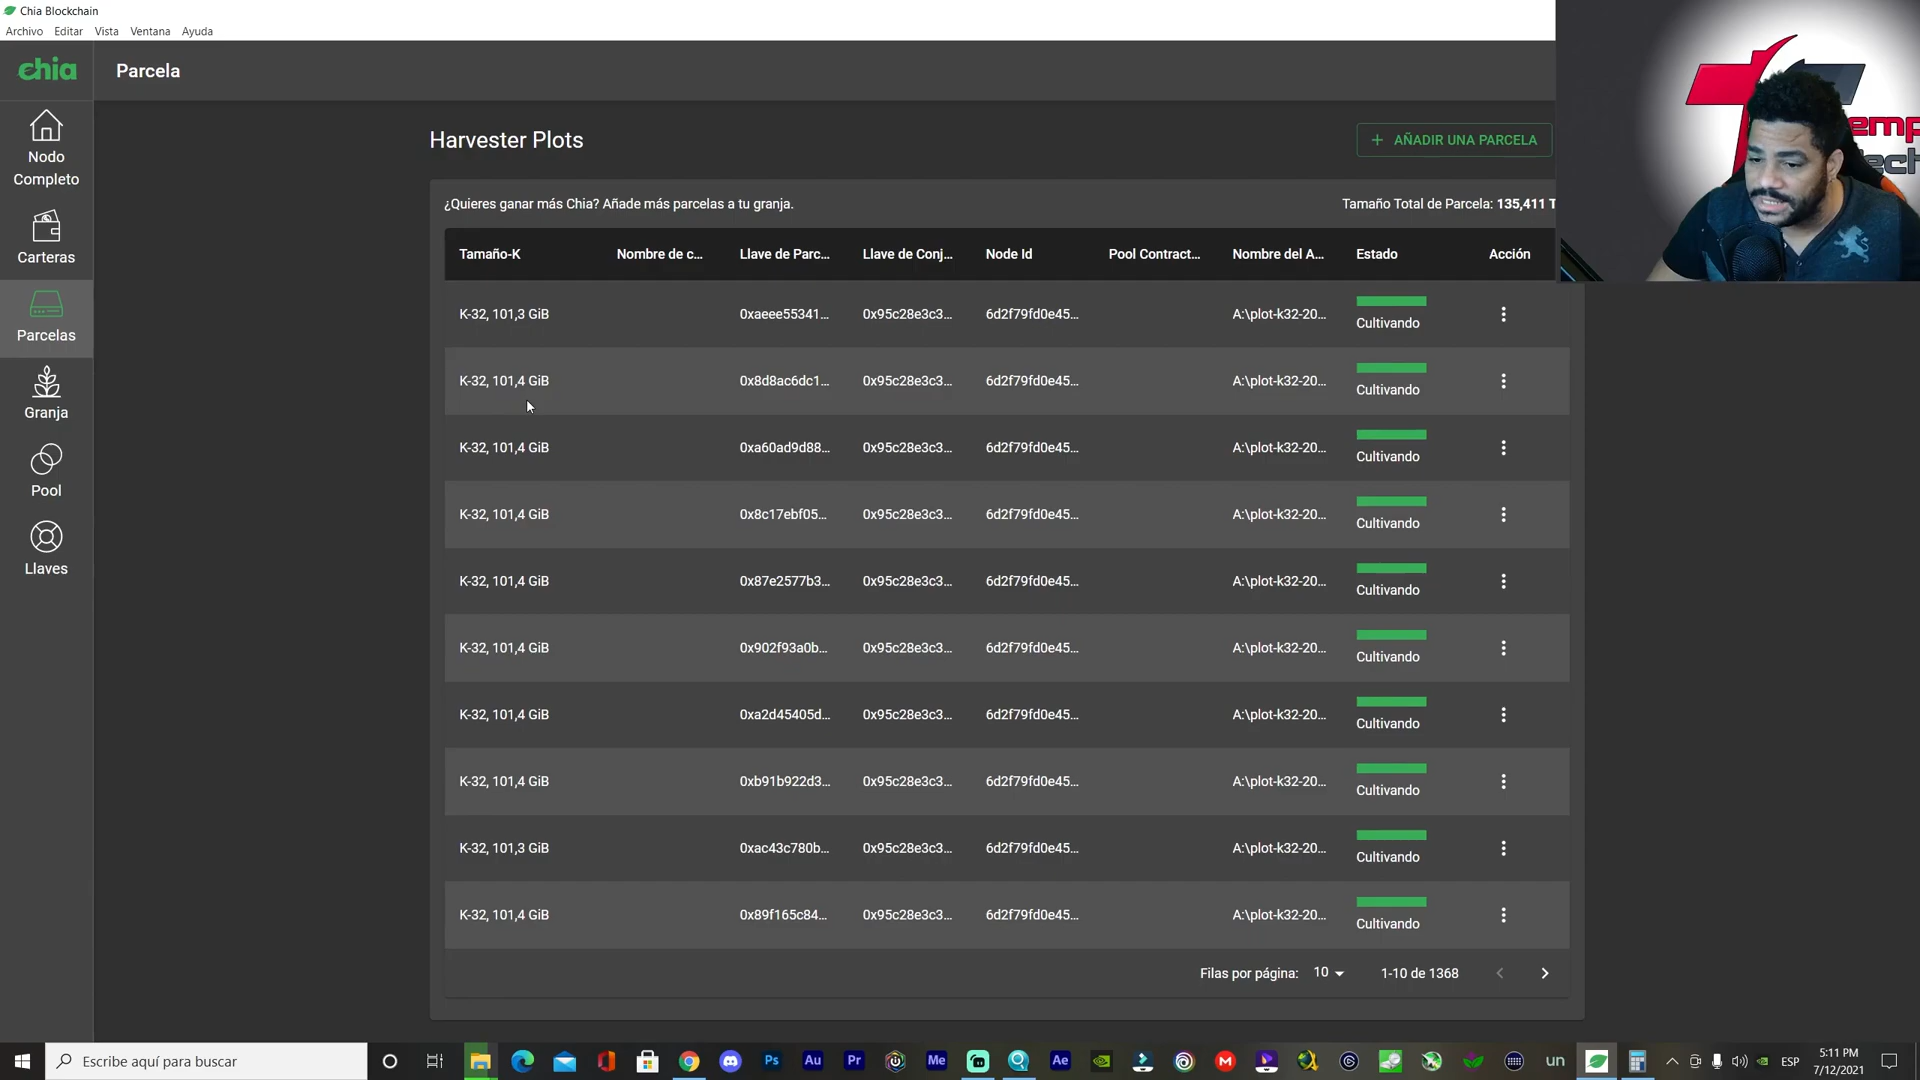 Chia Blockchain
Archivo Editar Vista Ventana Ayuda
chia
Parcela
Nodo
Completo
Carteras
Parcelas
Granja
Pool
Llaves
Harvester Plots
+ AÑADIR UNA PARCELA
¿Quieres ganar más Chia? Añade más parcelas a tu granja.
Tamaño Total de Parcela: 135,411 T
Tamaño-K Nombre de c... Llave de Parc... Llave de Conj... Node Id Pool Contract... Nombre del A... Estado Acción
K-32, 101,3 GiB 0xaeee55341... 0x95c28e3c3... 6d2f79fd0e45... A:\plot-k32-20... Cultivando
K-32, 101,4 GiB 0x8d8ac6dc1... 0x95c28e3c3... 6d2f79fd0e45... A:\plot-k32-20... Cultivando
K-32, 101,4 GiB 0xa60ad9d88... 0x95c28e3c3... 6d2f79fd0e45... A:\plot-k32-20... Cultivando
K-32, 101,4 GiB 0x8c17ebf05... 0x95c28e3c3... 6d2f79fd0e45... A:\plot-k32-20... Cultivando
K-32, 101,4 GiB 0x87e2577b3... 0x95c28e3c3... 6d2f79fd0e45... A:\plot-k32-20... Cultivando
K-32, 101,4 GiB 0x902f93a0b... 0x95c28e3c3... 6d2f79fd0e45... A:\plot-k32-20... Cultivando
K-32, 101,4 GiB 0xa2d45405d... 0x95c28e3c3... 6d2f79fd0e45... A:\plot-k32-20... Cultivando
K-32, 101,4 GiB 0xb91b922d3... 0x95c28e3c3... 6d2f79fd0e45... A:\plot-k32-20... Cultivando
K-32, 101,3 GiB 0xac43c780b... 0x95c28e3c3... 6d2f79fd0e45... A:\plot-k32-20... Cultivando
K-32, 101,4 GiB 0x89f165c84... 0x95c28e3c3... 6d2f79fd0e45... A:\plot-k32-20... Cultivando
Filas por página: 10 1-10 de 1368
Escribe aquí para buscar
Ps Au Pr Me Ae un
ESP
5:11 PM
7/12/2021